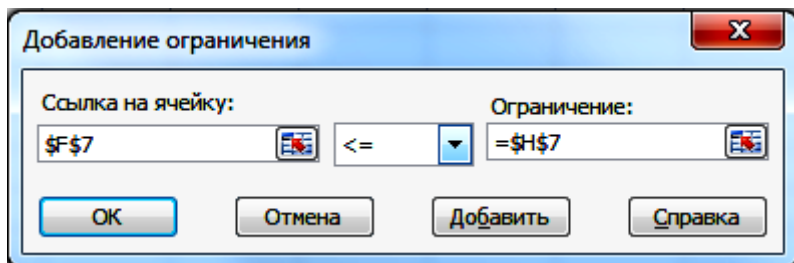 Добавление ограничения
x
Ссылка на ячейку: Ограничение:
$F$7 <= =$H$7
ОК Отмена Добавить Справка